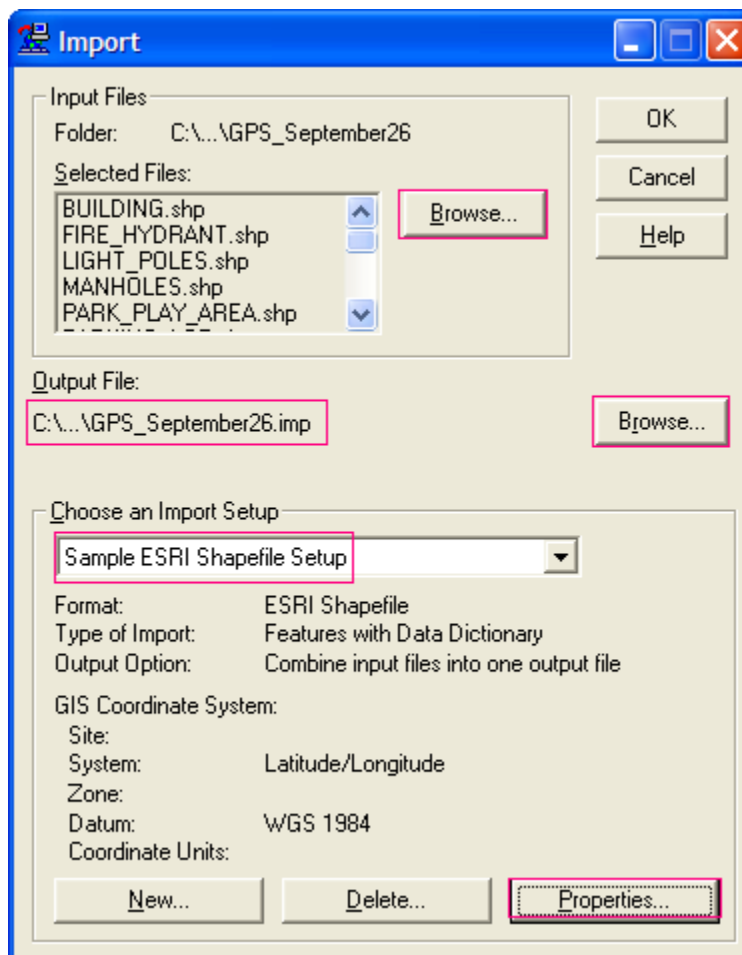 Import
Input Files
Folder: C:\...\GPS_September26
OK
Selected Files:
Cancel
BUILDING.shp
FIRE_HYDRANT.shp
LIGHT_POLES.shp
MANHOLES.shp
PARK_PLAY_AREA.shp
Browse...
Help
Output File:
C:\...\GPS_September26.imp
Browse...
Choose an Import Setup
Sample ESRI Shapefile Setup
Format: ESRI Shapefile
Type of Import: Features with Data Dictionary
Output Option: Combine input files into one output file
GIS Coordinate System:
Site:
System: Latitude/Longitude
Zone:
Datum: WGS 1984
Coordinate Units:
New... Delete... Properties...